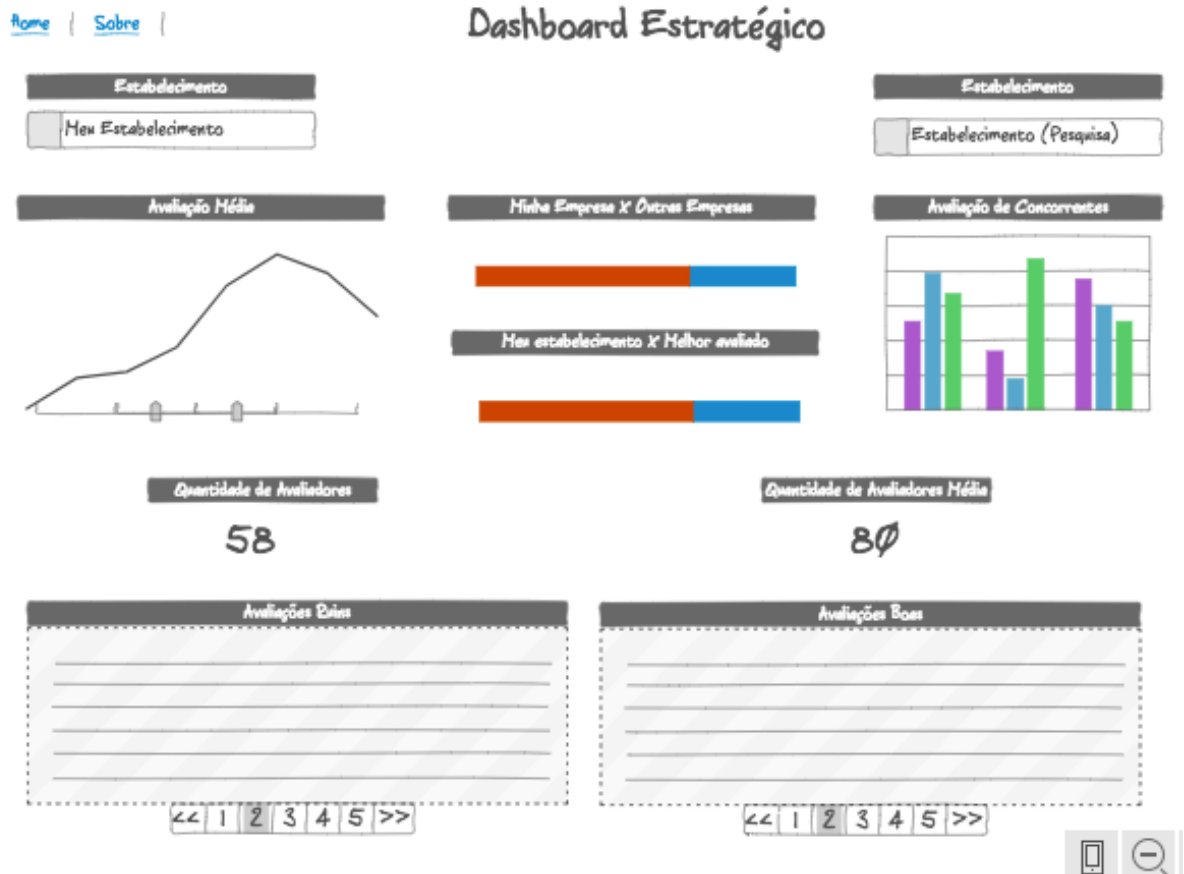 Home | Sobre |
Dashboard Estratégico
Estabelecimento
Meu Estabelecimento
Estabelecimento
Estabelecimento (Pesquisa)
Avaliação Média
Minha Empresa X Outras Empresas
Meu estabelecimento X Melhor avaliado
Avaliação de Concorrentes
Quantidade de Avaliadores
58
Quantidade de Avaliadores Média
80
Avaliações Ruins
<< 1 2 3 4 5 >>
Avaliações Boas
<< 1 2 3 4 5 >>